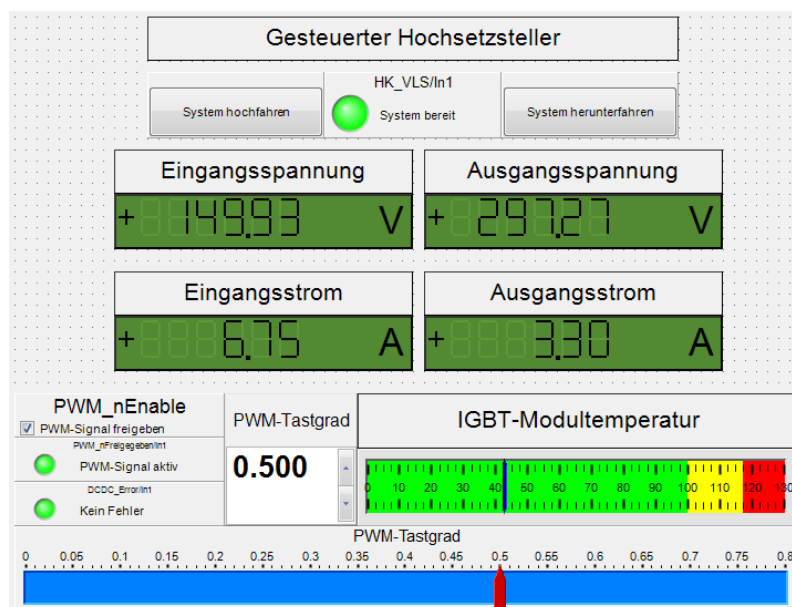 Gesteuerter Hochsetzsteller
HK_VLS/In1
System hochfahren
System bereit
System herunterfahren
Eingangsspannung
Ausgangsspannung
+ 149.93 V
+ 297.27 V
Eingangsstrom
Ausgangsstrom
+ 6.75 A
+ 3.30 A
PWM_nEnable
PWM-Signal freigeben
PWM_nFreigegeben/In1
PWM-Signal aktiv
DCDC_Error/In1
Kein Fehler
PWM-Tastgrad
0.500
IGBT-Modultemperatur
0 10 20 30 40 50 60 70 80 90 100 110 120 130
PWM-Tastgrad
0 0.05 0.1 0.15 0.2 0.25 0.3 0.35 0.4 0.45 0.5 0.55 0.6 0.65 0.7 0.75 0.8